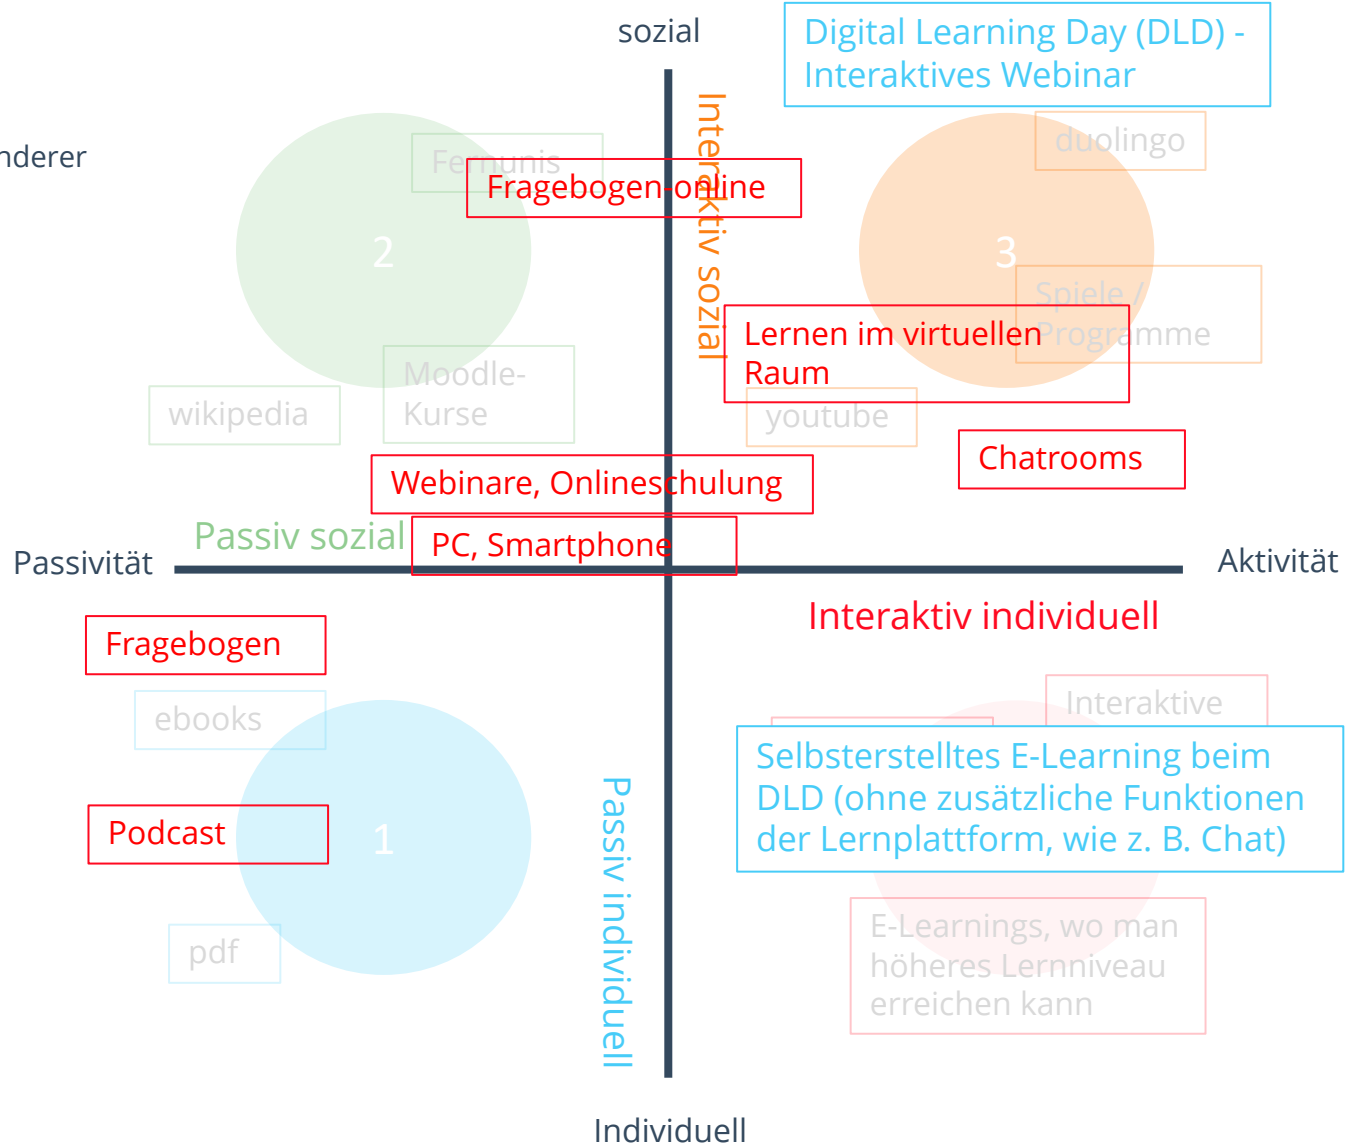 sozial
Digital Learning Day (DLD) -
Interaktives Webinar
Interaktiv sozial
nderer
Fernunis
Fragebogen-online
duolingo
2
3
Spiele /
Programme
Lernen im virtuellen
Raum
Moodle-
Kurse
wikipedia
youtube
Chatrooms
Webinare, Onlineschulung
Passiv sozial
PC, Smartphone
Passivität
Aktivität
Interaktiv individuell
Fragebogen
ebooks
Interaktive
Selbsterstelltes E-Learning beim
DLD (ohne zusätzliche Funktionen
der Lernplattform, wie z. B. Chat)
Passiv individuell
Podcast
1
pdf
E-Learnings, wo man
höheres Lernniveau
erreichen kann
Individuell